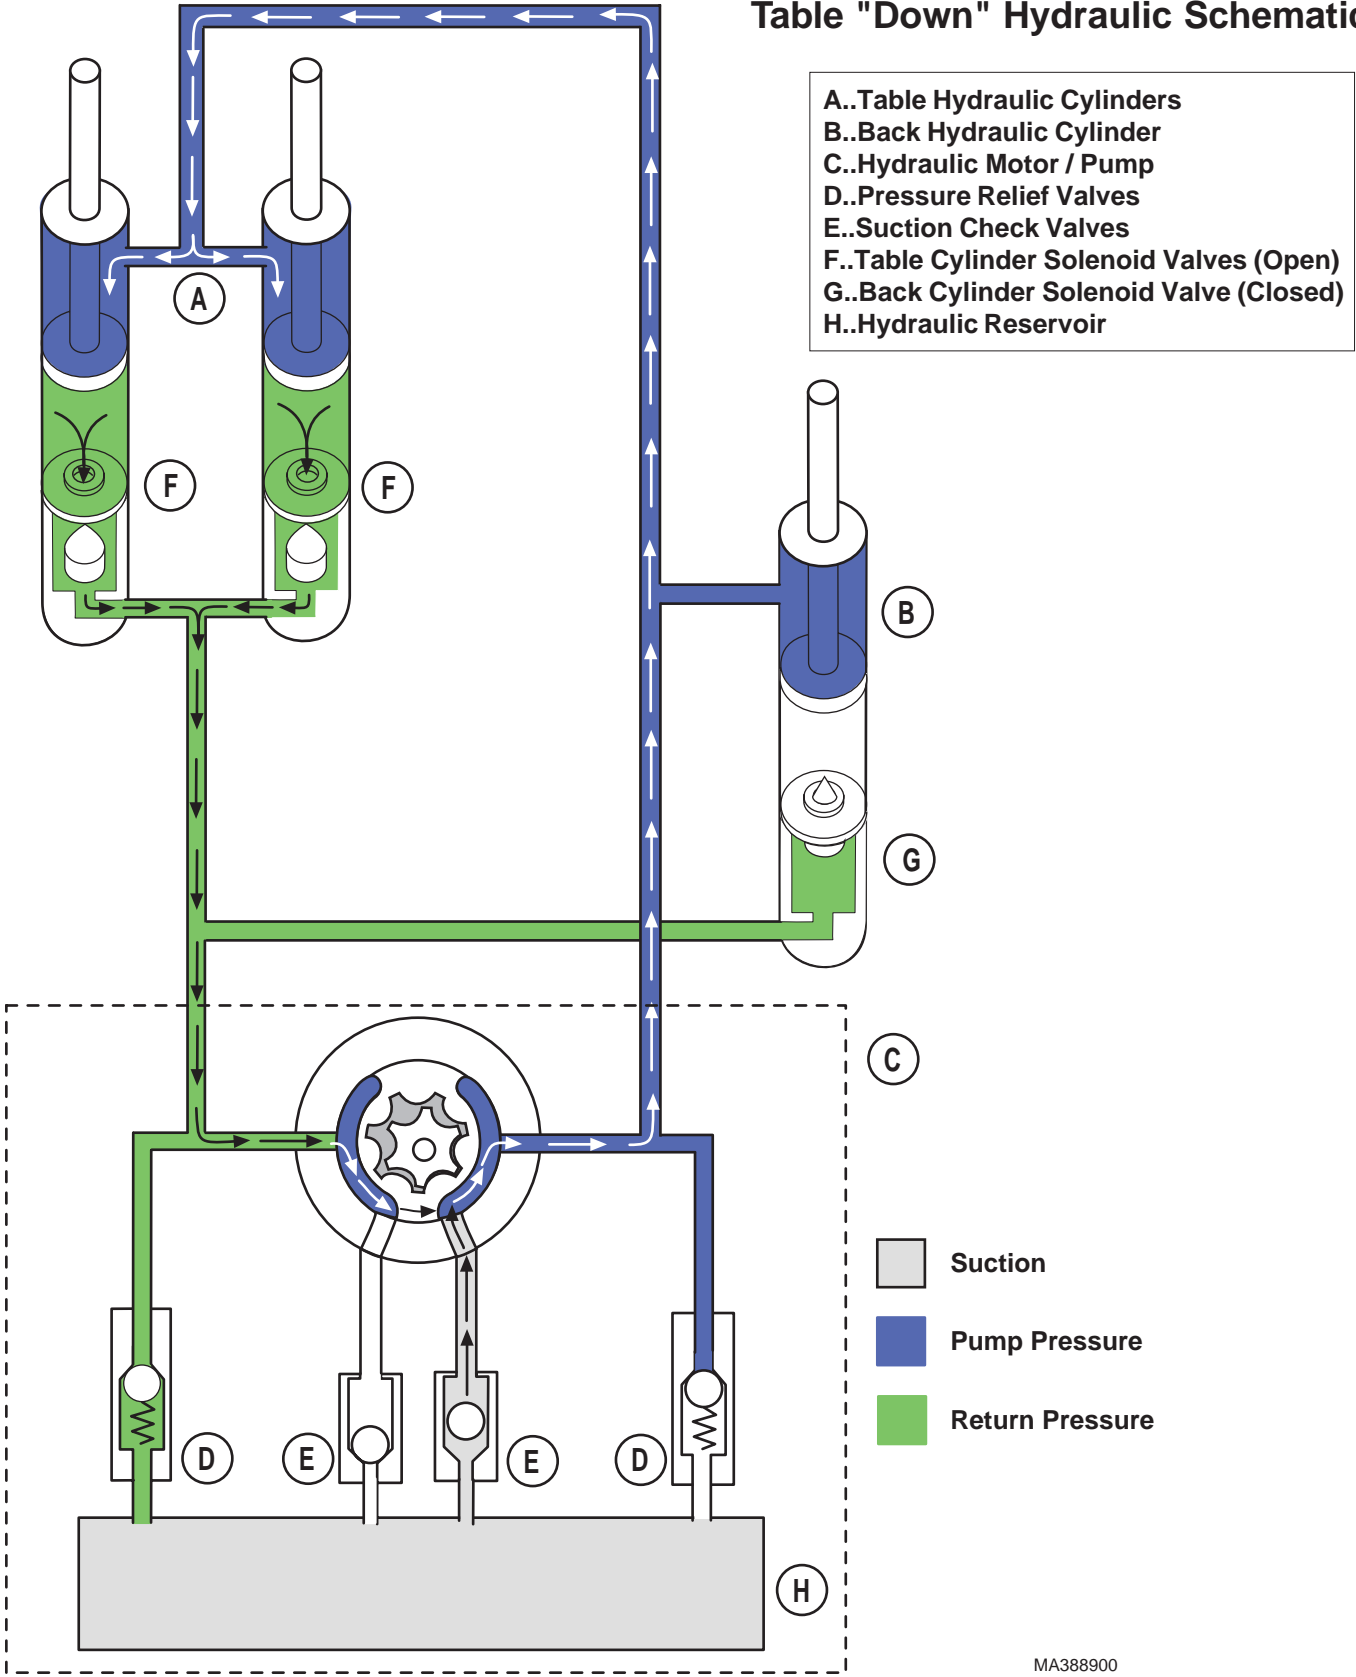 Table "Down" Hydraulic Schematic
A..Table Hydraulic Cylinders
B..Back Hydraulic Cylinder
C..Hydraulic Motor / Pump
D..Pressure Relief Valves
E..Suction Check Valves
F..Table Cylinder Solenoid Valves (Open)
G..Back Cylinder Solenoid Valve (Closed)
H..Hydraulic Reservoir
A
F
F
B
G
C
Suction
Pump Pressure
Return Pressure
D
E
E
D
H
MA388900